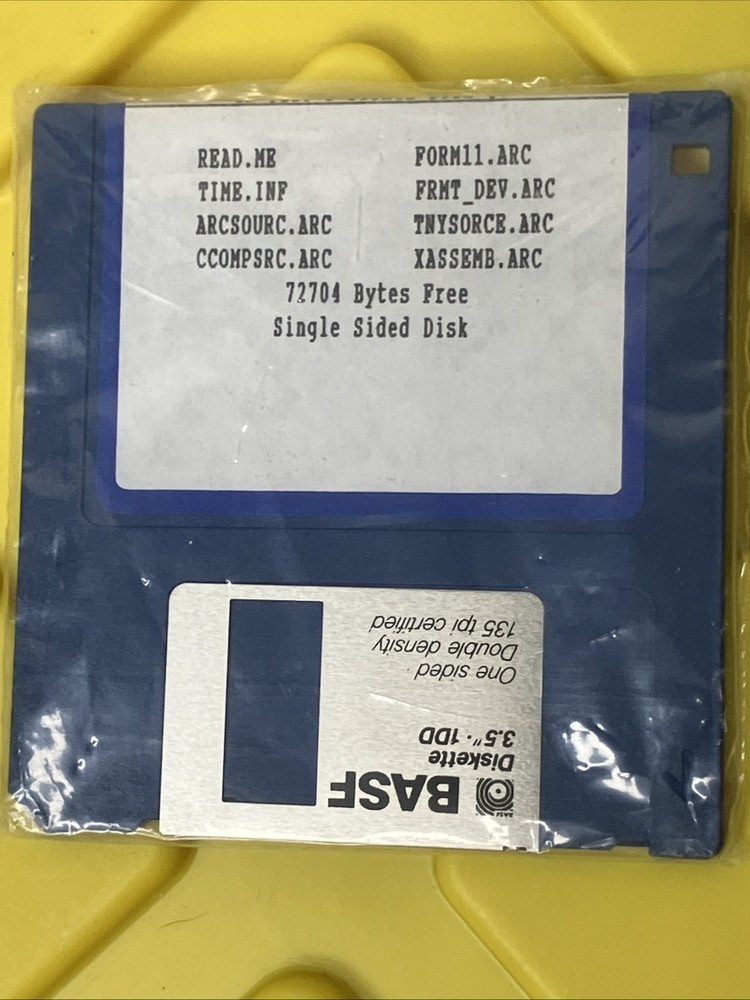 READ.ME FORM11.ARC
TIME.INF FRMT_DEV.ARC
ARCSOURC.ARC TNYSORCE.ARC
CCOMPSRC.ARC XASSEMB.ARC
72704 Bytes Free
Single Sided Disk
BASF
Diskette
3.5"·1DD
One sided
Double density
135 tpi certified